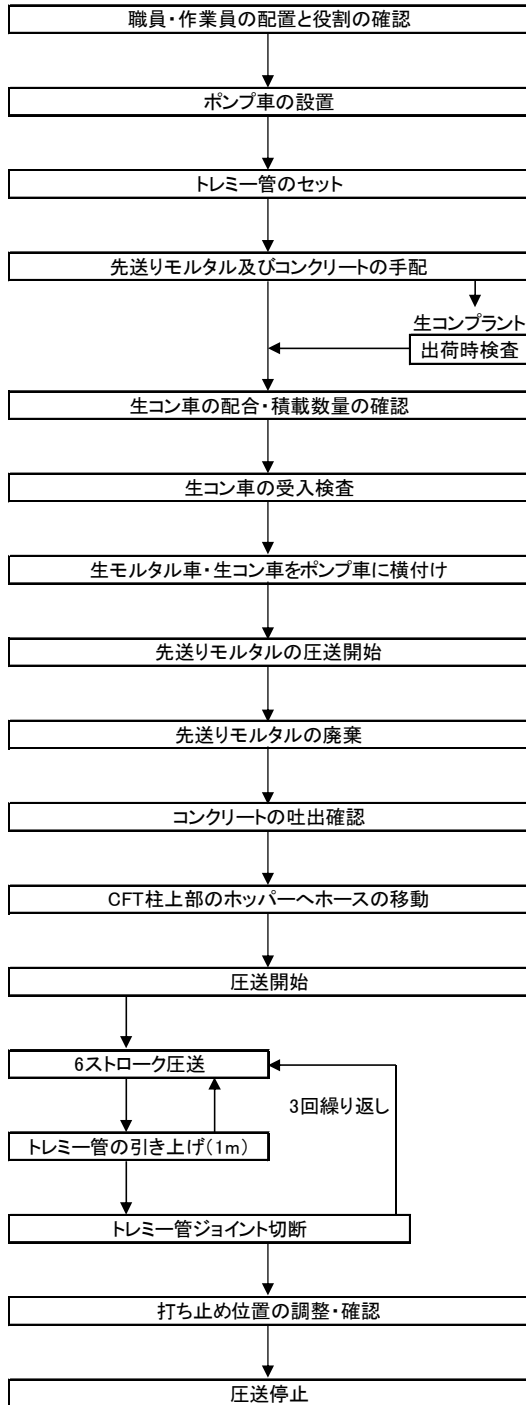 職員・作業員の配置と役割の確認
ポンプ車の設置
トレミー管のセット
先送りモルタル及びコンクリートの手配
生コンプラント
出荷時検査
生コン車の配合・積載数量の確認
生コン車の受入検査
生モルタル車・生コン車をポンプ車に横付け
先送りモルタルの圧送開始
先送りモルタルの廃棄
コンクリートの吐出確認
CFT柱上部のホッパーへホースの移動
圧送開始
6ストローク圧送
3回繰り返し
トレミー管の引き上げ(1m)
トレミー管ジョイント切断
打ち止め位置の調整・確認
圧送停止